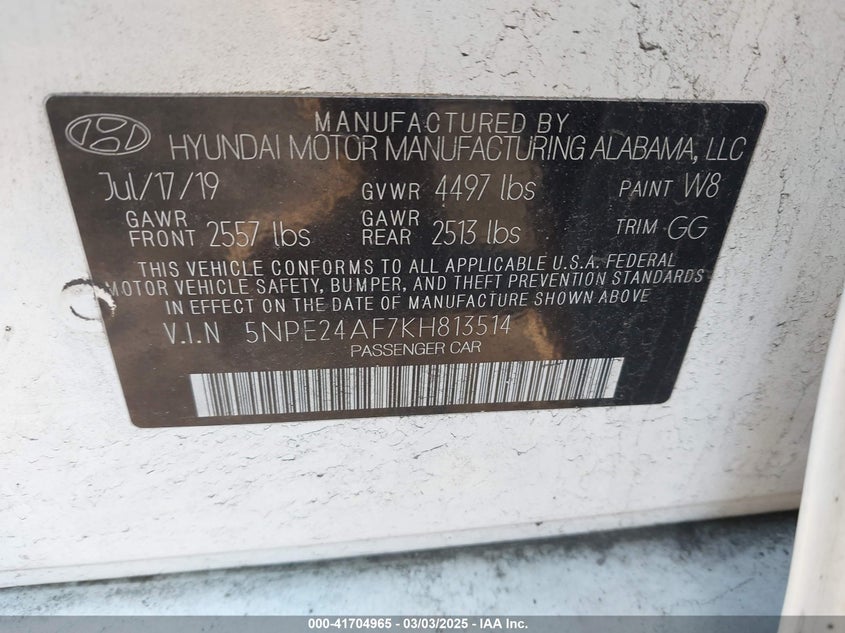 MANUFACTURED BY
HYUNDAI MOTOR MANUFACTURING ALABAMA, LLC
Jul/17/19 GVWR 4497 lbs PAINT W8
GAWR FRONT 2557 lbs GAWR REAR 2513 lbs TRIM GG
THIS VEHICLE CONFORMS TO ALL APPLICABLE U.S.A. FEDERAL
MOTOR VEHICLE SAFETY, BUMPER, AND THEFT PREVENTION STANDARDS
IN EFFECT ON THE DATE OF MANUFACTURE SHOWN ABOVE
V.I.N 5NPE24AF7KH813514
PASSENGER CAR
000-41704965 - 03/03/2025 - IAA Inc.